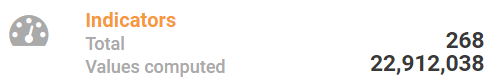 Indicators
Total 268
Values computed 22,912,038